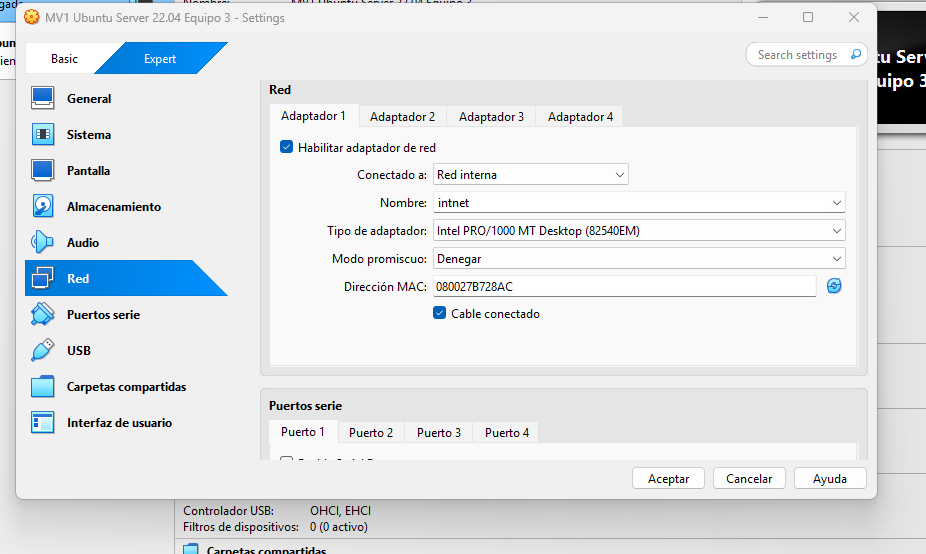 MV1 Ubuntu Server 22.04 Equipo 3 - Settings
Basic
Expert
Search settings
General
Sistema
Pantalla
Almacenamiento
Audio
Red
Puertos serie
USB
Carpetas compartidas
Interfaz de usuario
Red
Adaptador 1
Adaptador 2
Adaptador 3
Adaptador 4
Habilitar adaptador de red
Conectado a: Red interna
Nombre: intnet
Tipo de adaptador: Intel PRO/1000 MT Desktop (82540EM)
Modo promiscuo: Denegar
Dirección MAC: 080027B728AC
Cable conectado
Puertos serie
Puerto 1
Puerto 2
Puerto 3
Puerto 4
Aceptar
Cancelar
Ayuda
Controlador USB: OHCI, EHCI
Filtros de dispositivos: 0 (0 activo)
Carpetas compartidas